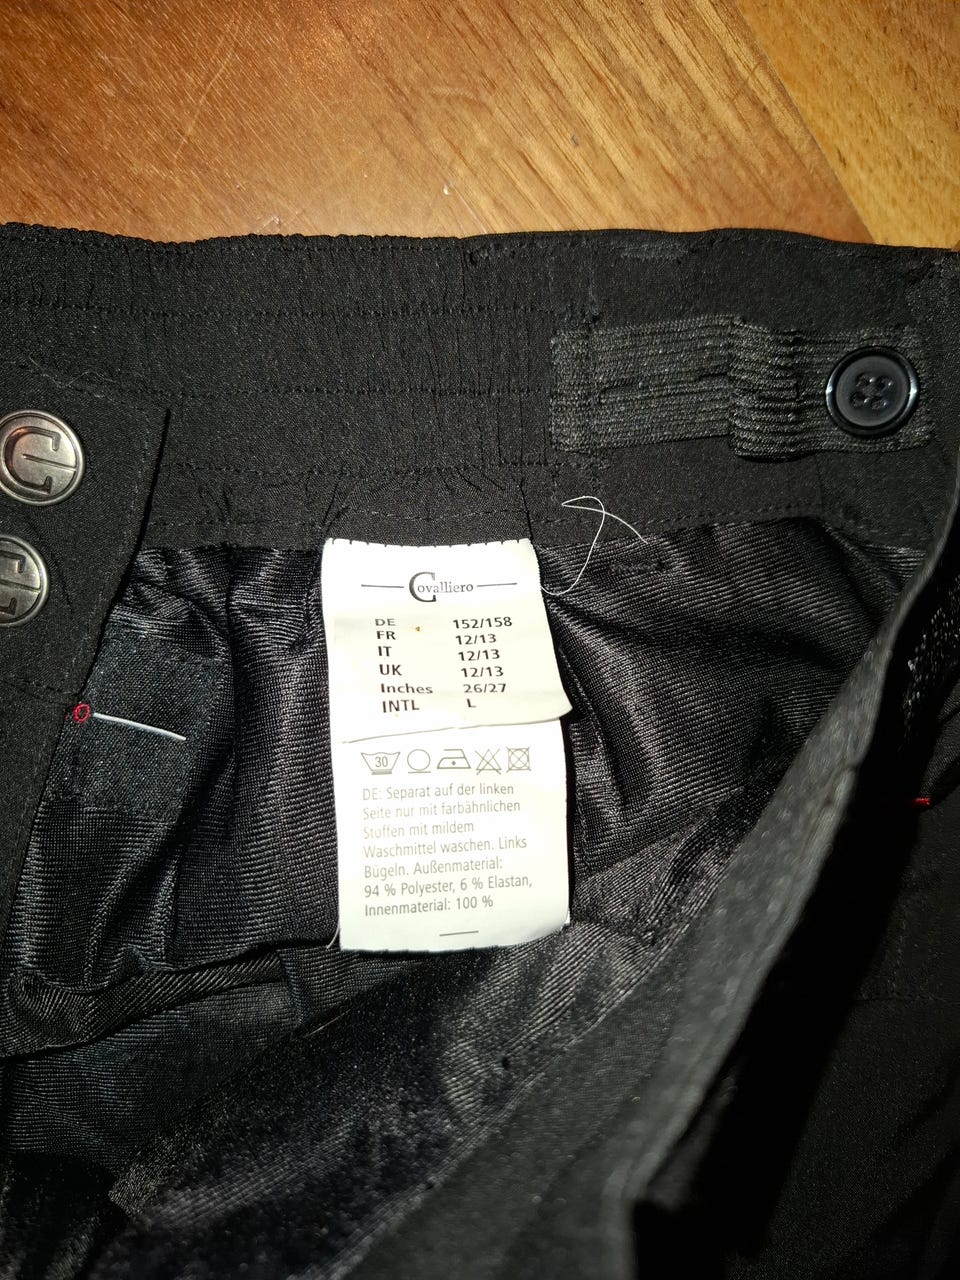 Covalliero
DE 152/158
FR 12/13
IT 12/13
UK 12/13
Inches 26/27
INTL L
30
DE: Separat auf der linken
Seite nur mit farbähnlichen
Stoffen mit mildem
Waschmittel waschen. Links
Bügeln. Außenmaterial:
94 % Polyester, 6 % Elastan,
Innenmaterial: 100 %